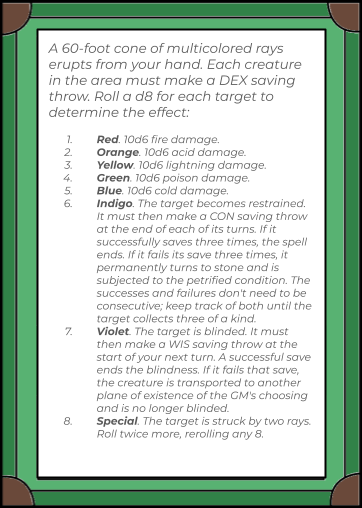 A 60-foot cone of multicolored rays
erupts from your hand. Each creature
in the area must make a DEX saving
throw. Roll a d8 for each target to
determine the effect:
1. Red. 10d6 fire damage.
2. Orange. 10d6 acid damage.
3. Yellow. 10d6 lightning damage.
4. Green. 10d6 poison damage.
5. Blue. 10d6 cold damage.
6. Indigo. The target becomes restrained.
It must then make a CON saving throw
at the end of each of its turns. If it
successfully saves three times, the spell
ends. If it fails its save three times, it
permanently turns to stone and is
subjected to the petrified condition. The
successes and failures don't need to be
consecutive; keep track of both until the
target collects three of a kind.
7. Violet. The target is blinded. It must
then make a WIS saving throw at the
start of your next turn. A successful save
ends the blindness. If it fails that save,
the creature is transported to another
plane of existence of the GM's choosing
and is no longer blinded.
8. Special. The target is struck by two rays.
Roll twice more, rerolling any 8.